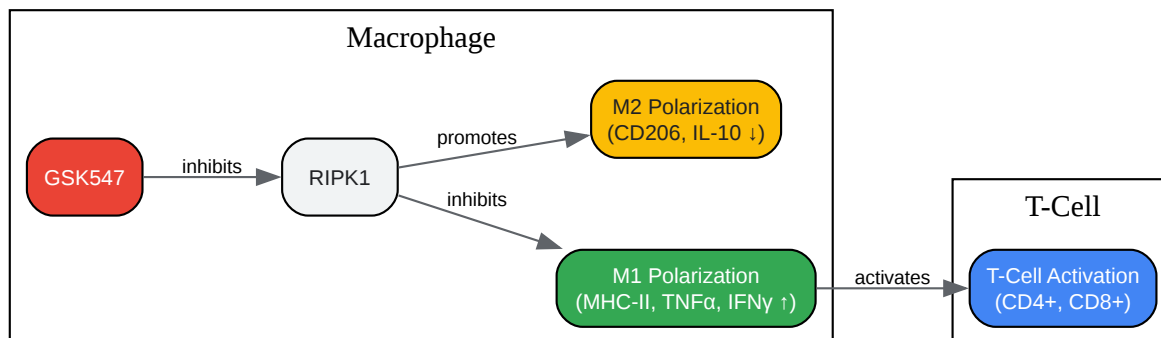 Macrophage
M2 Polarization
(CD206, IL-10 ↓)
promotes
GSK547
inhibits
RIPK1
inhibits
T-Cell
M1 Polarization
(MHC-II, TNFα, IFNγ ↑)
activates
T-Cell Activation
(CD4+, CD8+)